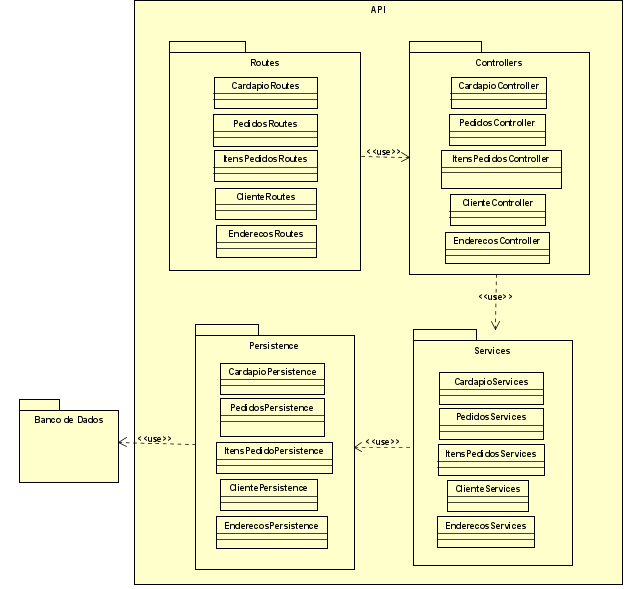 API
Routes
CardapioRoutes
PedidosRoutes
ItensPedidosRoutes
ClienteRoutes
EnderecosRoutes
<<use>>
Controllers
CardapioController
PedidosController
ItensPedidosController
ClienteController
EnderecosController
<<use>>
Services
CardapioServices
PedidosServices
ItensPedidosServices
ClienteServices
EnderecosServices
<<use>>
Persistence
CardapioPersistence
PedidosPersistence
ItensPedidoPersistence
ClientePersistence
EnderecosPersistence
<<use>>
Banco de Dados